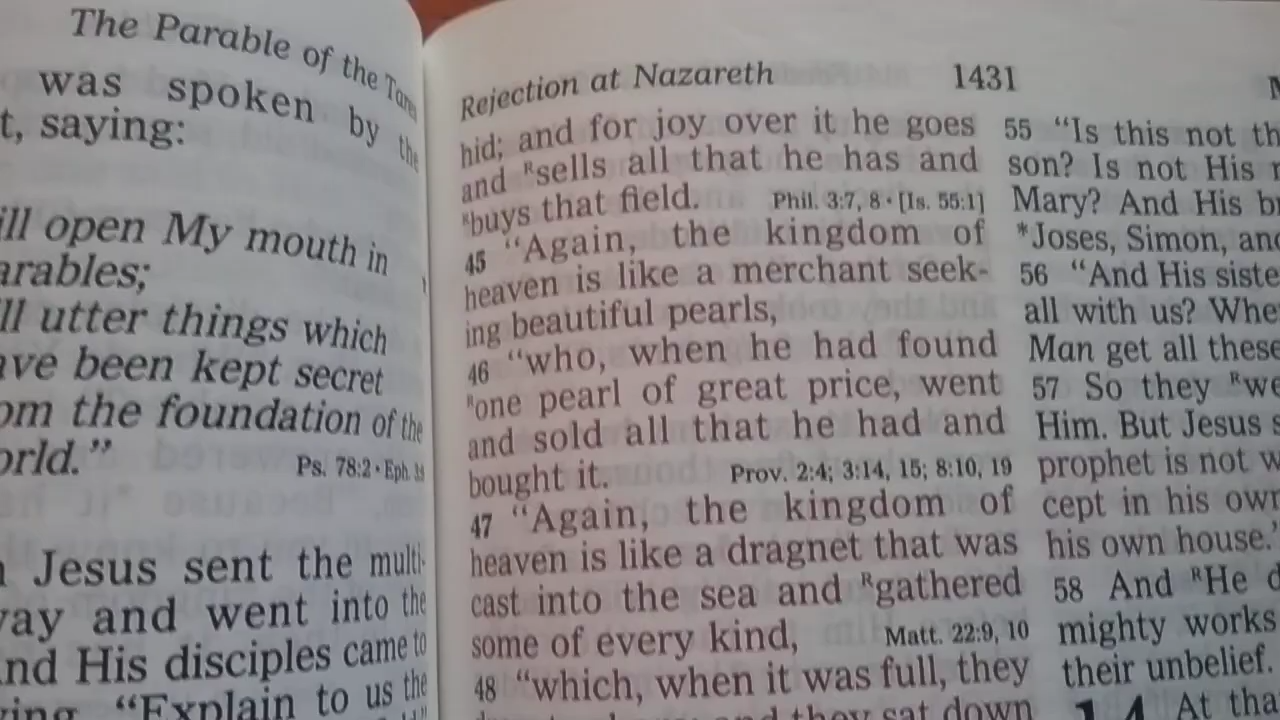 The Parable of the Tares
was spoken by the
t, saying:
ill open My mouth in
arables;
ll utter things which
ave been kept secret
om the foundation of the
orld."
Ps. 78:2 • Eph.
Jesus sent the multi-
ay and went into the
nd His disciples came to
ying, "Explain to us the
Rejection at Nazareth 1431
hid; and for joy over it he goes
and ᴿsells all that he has and
ᴿbuys that field. Phil. 3:7, 8 • [Is. 55:1]
45 "Again, the kingdom of
heaven is like a merchant seek-
ing beautiful pearls,
46 "who, when he had found
ᴿone pearl of great price, went
and sold all that he had and
bought it. Prov. 2:4; 3:14, 15; 8:10, 19
47 "Again, the kingdom of
heaven is like a dragnet that was
cast into the sea and ᴿgathered
some of every kind, Matt. 22:9, 10
48 "which, when it was full, they
and they sat down
55 "Is this not th
son? Is not His
Mary? And His b
*Joses, Simon, and
56 "And His siste
all with us? Whe
Man get all these
57 So they ᴿwe
Him. But Jesus s
prophet is not w
cept in his own
his own house.'
58 And ᴿHe d
mighty works
their unbelief.
14 At tha